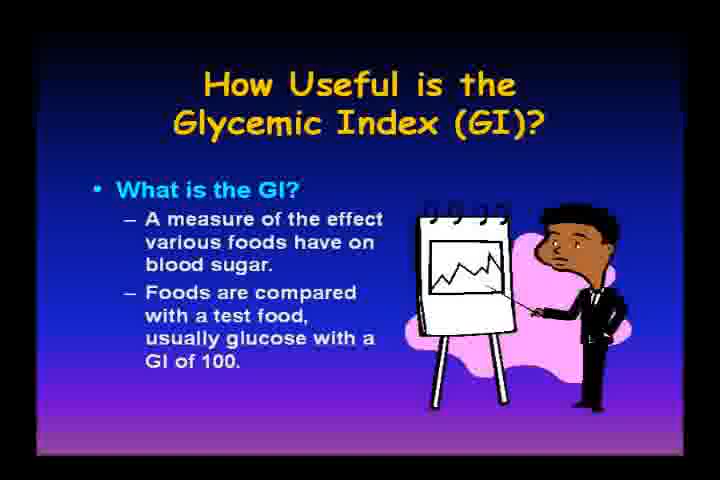 How Useful is the
Glycemic Index (GI)?
• What is the GI?
– A measure of the effect
various foods have on
blood sugar.
– Foods are compared
with a test food,
usually glucose with a
GI of 100.